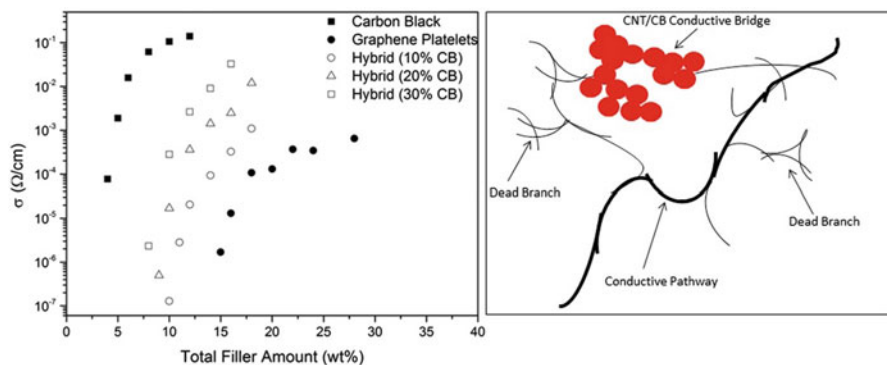 Carbon Black
Graphene Platelets
Hybrid (10% CB)
Hybrid (20% CB)
Hybrid (30% CB)
10⁻¹
10⁻²
10⁻³
10⁻⁴
10⁻⁵
10⁻⁶
10⁻⁷
σ (Ω/cm)
0 5 10 15 20 25 30 35 40
Total Filler Amount (wt%)
CNT/CB Conductive Bridge
Dead Branch
Dead Branch
Conductive Pathway